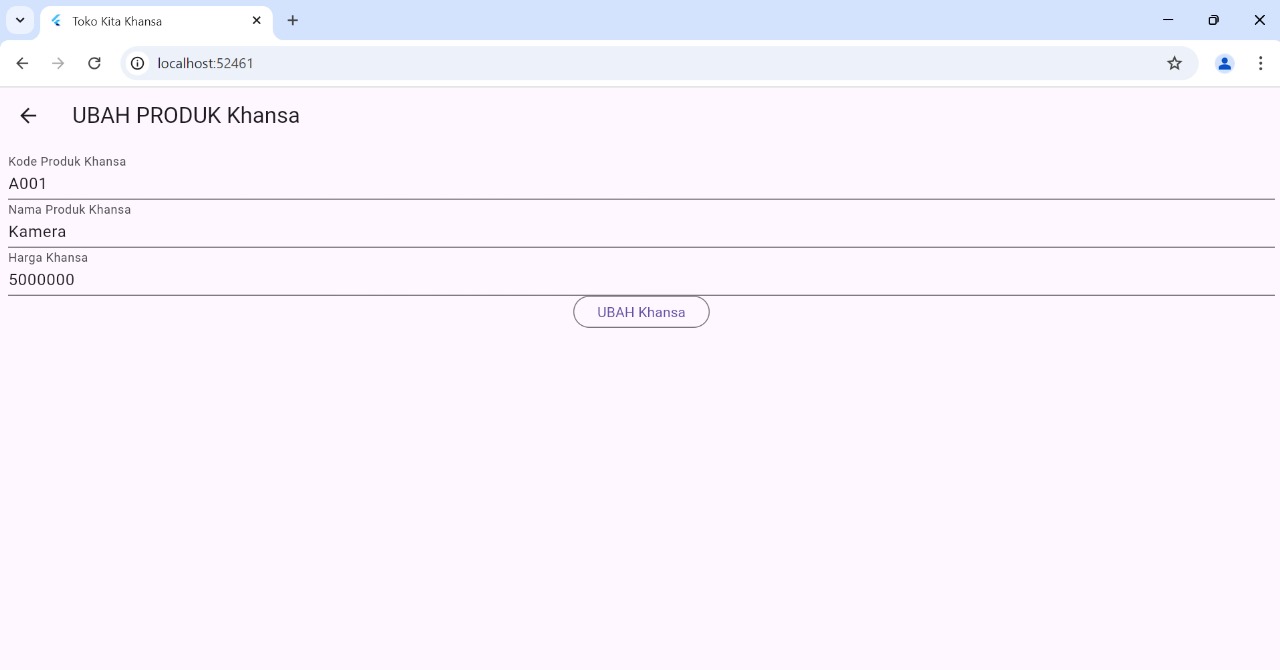 Toko Kita Khansa
localhost:52461
UBAH PRODUK Khansa
Kode Produk Khansa
A001
Nama Produk Khansa
Kamera
Harga Khansa
5000000
UBAH Khansa